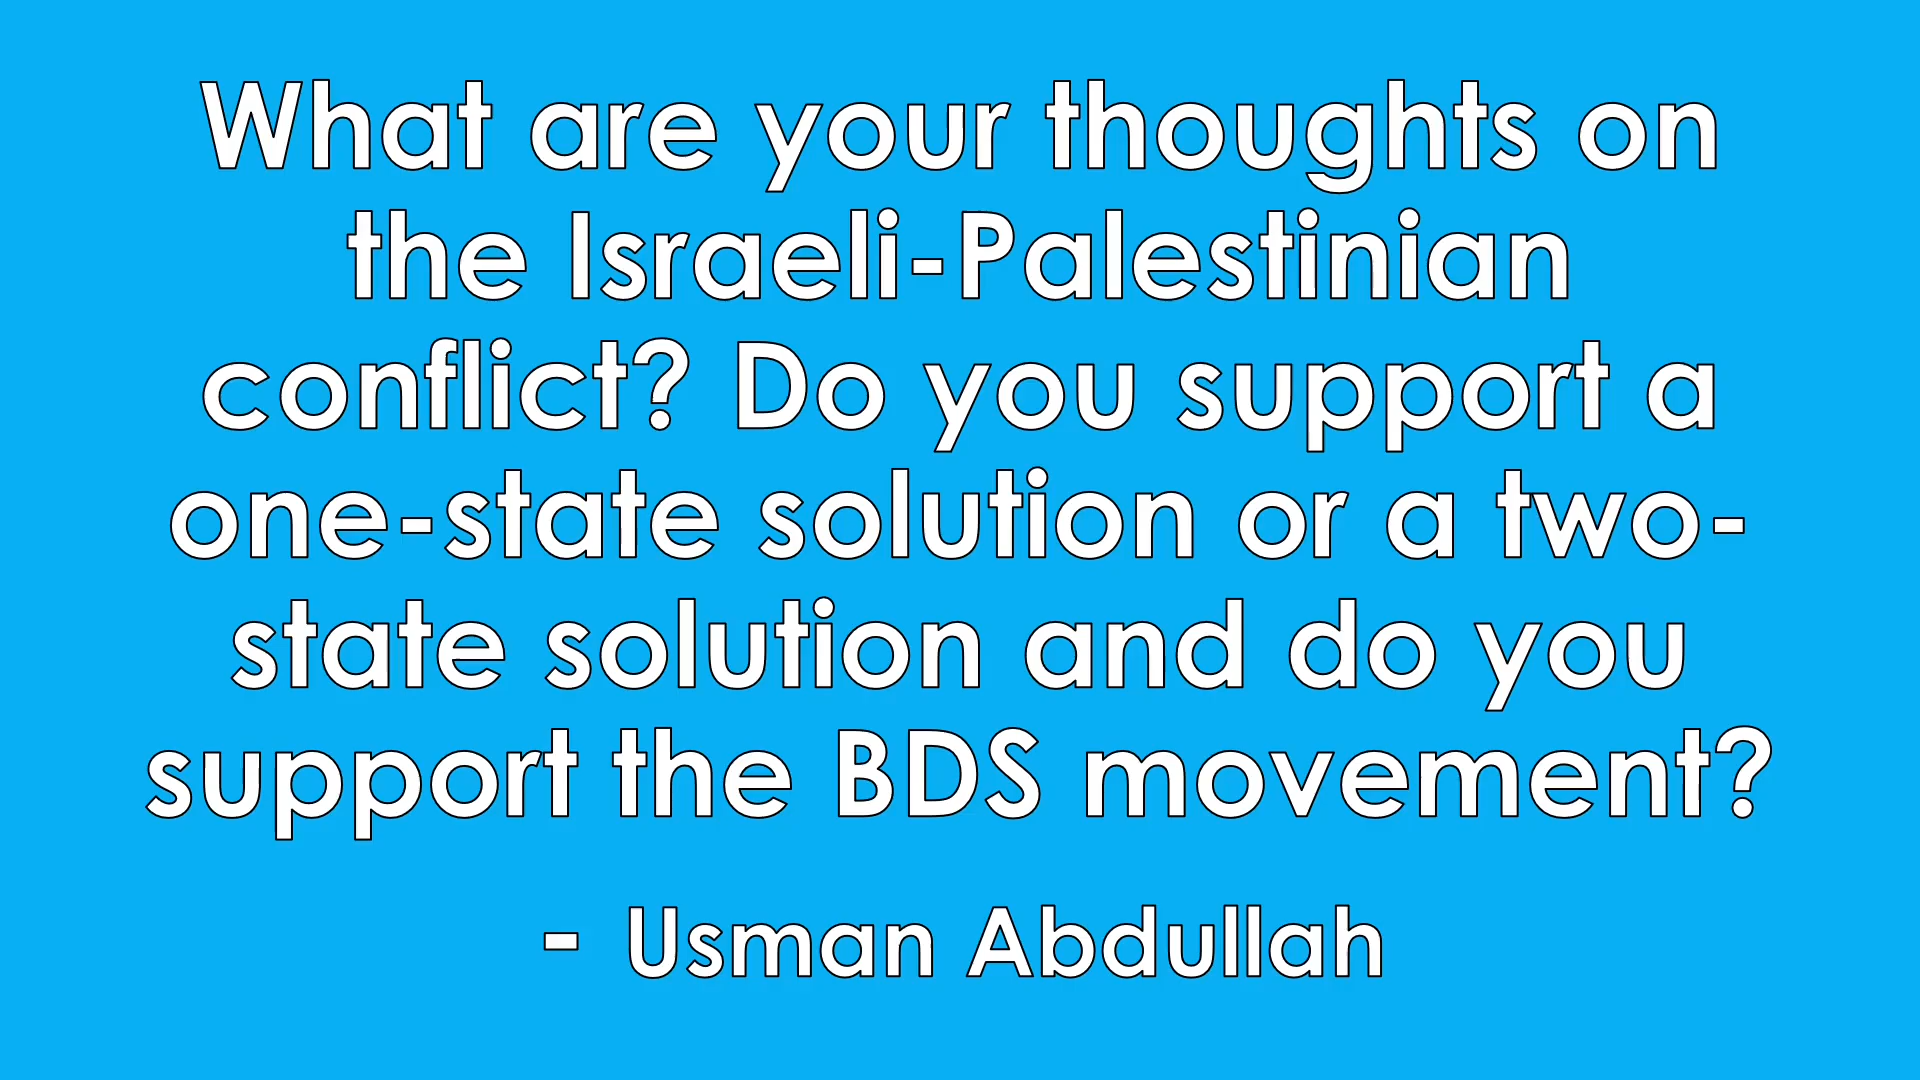 What are your thoughts on
the Israeli-Palestinian
conflict? Do you support a
one-state solution or a two-
state solution and do you
support the BDS movement?
- Usman Abdullah